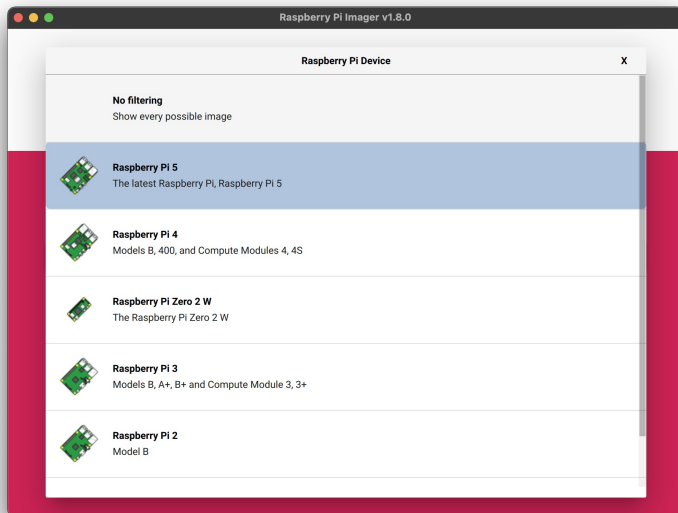 Raspberry Pi Imager v1.8.0
Raspberry Pi Device
X
No filtering
Show every possible image
Raspberry Pi 5
The latest Raspberry Pi, Raspberry Pi 5
Raspberry Pi 4
Models B, 400, and Compute Modules 4, 4S
Raspberry Pi Zero 2 W
The Raspberry Pi Zero 2 W
Raspberry Pi 3
Models B, A+, B+ and Compute Module 3, 3+
Raspberry Pi 2
Model B